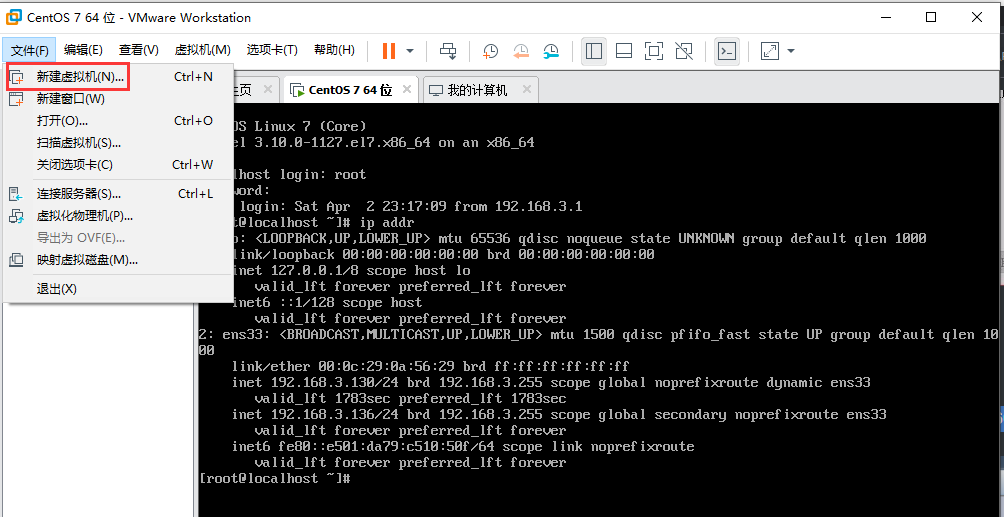 CentOS 7 64 位 - VMware Workstation
文件(F) 编辑(E) 查看(V) 虚拟机(M) 选项卡(T) 帮助(H)
新建虚拟机(N)... Ctrl+N
新建窗口(W)
打开(O)... Ctrl+O
扫描虚拟机(S)...
关闭选项卡(C) Ctrl+W
连接服务器(S)... Ctrl+L
虚拟化物理机(P)...
导出为 OVF(E)...
映射虚拟磁盘(M)...
退出(X)
主页 CentOS 7 64 位 我的计算机
OS Linux 7 (Core)
el 3.10.0-1127.el7.x86_64 on an x86_64
lhost login: root
word:
login: Sat Apr  2 23:17:09 from 192.168.3.1
t@localhost ~]# ip addr
o: <LOOPBACK,UP,LOWER_UP> mtu 65536 qdisc noqueue state UNKNOWN group default qlen 1000
link/loopback 00:00:00:00:00:00 brd 00:00:00:00:00:00
inet 127.0.0.1/8 scope host lo
valid_lft forever preferred_lft forever
inet6 ::1/128 scope host
valid_lft forever preferred_lft forever
2: ens33: <BROADCAST,MULTICAST,UP,LOWER_UP> mtu 1500 qdisc pfifo_fast state UP group default qlen 10
00
link/ether 00:0c:29:0a:56:29 brd ff:ff:ff:ff:ff:ff
inet 192.168.3.130/24 brd 192.168.3.255 scope global noprefixroute dynamic ens33
valid_lft 1783sec preferred_lft 1783sec
inet 192.168.3.136/24 brd 192.168.3.255 scope global secondary noprefixroute ens33
valid_lft forever preferred_lft forever
inet6 fe80::e501:da79:c510:50f/64 scope link noprefixroute
valid_lft forever preferred_lft forever
[root@localhost ~]#